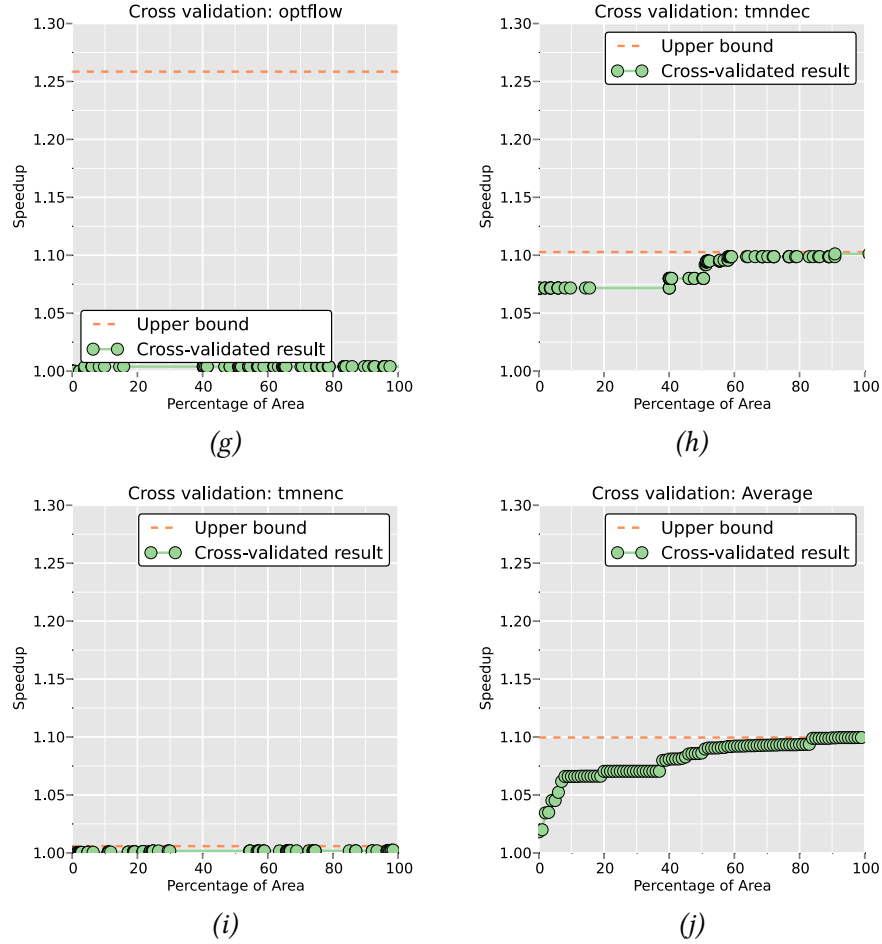 Cross validation: optflow
1.30
1.25
1.20
1.15
1.10
1.05
1.00
Speedup
Upper bound
Cross-validated result
0 20 40 60 80 100
Percentage of Area
(g)
Cross validation: tmndec
1.30
1.25
1.20
1.15
1.10
1.05
1.00
Speedup
Upper bound
Cross-validated result
0 20 40 60 80 100
Percentage of Area
(h)
Cross validation: tmnenc
1.30
1.25
1.20
1.15
1.10
1.05
1.00
Speedup
Upper bound
Cross-validated result
0 20 40 60 80 100
Percentage of Area
(i)
Cross validation: Average
1.30
1.25
1.20
1.15
1.10
1.05
1.00
Speedup
Upper bound
Cross-validated result
0 20 40 60 80 100
Percentage of Area
(j)